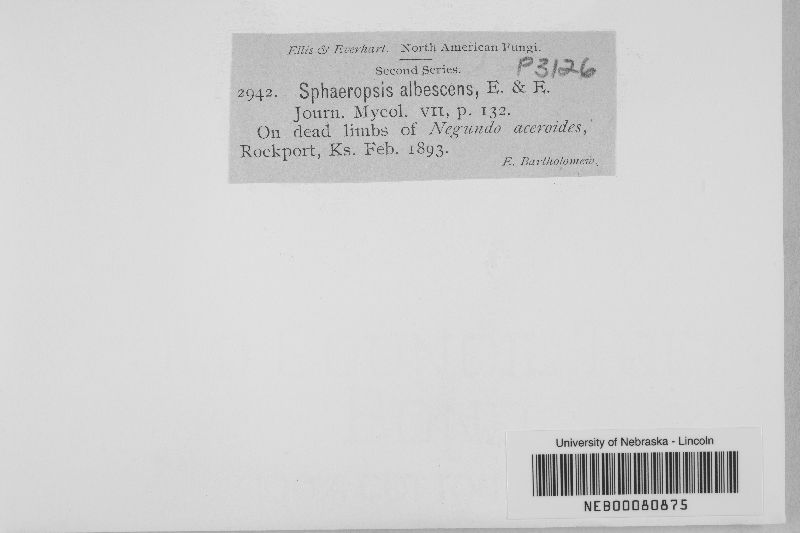 Ellis & Everhart. North American Fungi.
Second Series.
P3126
2942. Sphaeropsis albescens, E. & E.
Journ. Mycol. VII, p. 132.
On dead limbs of Negundo aceroides,
Rockport, Ks. Feb. 1893.
E. Bartholomew.
University of Nebraska - Lincoln
NEB00080875